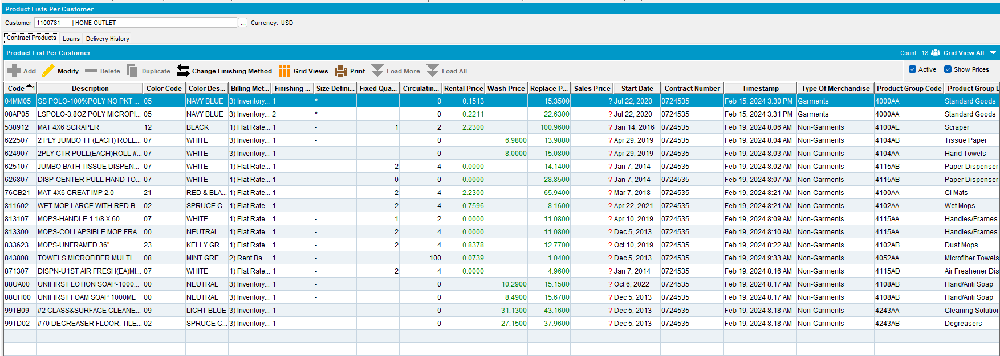 Product Lists Per Customer
Customer 1100781 | HOME OUTLET ... Currency: USD
Contract Products Loans Delivery History
Product List Per Customer Count : 18 Grid View All
Add Modify Delete Duplicate Change Finishing Method Grid Views Print Load More Load All Active Show Prices
Code 1 Description Color Code Color Des... Billing Met... Finishing ... Size Defini... Fixed Qua... Circulatin... Rental Price Wash Price Replace P... Sales Price Start Date Contract Number Timestamp Type Of Merchandise Product Group Code Product Group D
04MM05 SS POLO-100%POLY NO PKT ... 05 NAVY BLUE 3) Inventory... 1 * 0 0.1513 15.3500 ? Jul 22, 2020 0724535 Feb 15, 2024 3:30 PM Garments 4000AA Standard Goods
08AP05 LSPOLO-3.8OZ POLY MICROPI... 05 NAVY BLUE 3) Inventory... 2 * 0 0.2211 22.6300 ? Jul 22, 2020 0724535 Feb 15, 2024 3:31 PM Garments 4000AA Standard Goods
538912 MAT 4X6 SCRAPER 12 BLACK 1) Flat Rate... 1 - 1 2 2.2300 100.9600 ? Jan 14, 2016 0724535 Feb 19, 2024 8:06 AM Non-Garments 4100AE Scraper
622507 2 PLY JUMBO TT (EACH) ROLL... 07 WHITE 3) Inventory... 1 - 0 6.9800 13.9880 ? Apr 29, 2019 0724535 Feb 19, 2024 8:04 AM Non-Garments 4104AB Tissue Paper
624907 2PLY CTR PULL(EACH)ROLL #... 07 WHITE 3) Inventory... 1 - 0 8.0000 15.0800 ? Apr 29, 2019 0724535 Feb 19, 2024 8:03 AM Non-Garments 4104AA Hand Towels
625107 JUMBO BATH TISSUE DISPEN... 07 WHITE 1) Flat Rate... 1 - 2 4 0.0000 14.1400 ? Jan 7, 2014 0724535 Feb 19, 2024 8:02 AM Non-Garments 4115AB Paper Dispenser
626807 DISP-CENTER PULL HAND TO... 07 WHITE 1) Flat Rate... 1 - 0 0 0.0000 28.8500 ? Jan 7, 2014 0724535 Feb 19, 2024 8:07 AM Non-Garments 4115AB Paper Dispenser
76GB21 MAT-4X6 GREAT IMP 2.0 21 RED & BLA... 1) Flat Rate... 1 - 2 4 2.2300 65.9400 ? Mar 7, 2018 0724535 Feb 19, 2024 8:21 AM Non-Garments 4100AA GI Mats
811602 WET MOP LARGE WITH RED B... 02 SPRUCE G... 1) Flat Rate... 1 - 2 4 0.7596 8.1600 ? Apr 22, 2021 0724535 Feb 19, 2024 8:21 AM Non-Garments 4102AA Wet Mops
813107 MOPS-HANDLE 1 1/8 X 60 07 WHITE 1) Flat Rate... 1 - 1 2 0.0000 11.0800 ? Apr 10, 2019 0724535 Feb 19, 2024 8:09 AM Non-Garments 4115AA Handles/Frames
813300 MOPS-COLLAPSIBLE MOP FRA... 00 NEUTRAL 1) Flat Rate... 1 - 2 4 0.0000 11.0800 ? Dec 5, 2013 0724535 Feb 19, 2024 8:10 AM Non-Garments 4115AA Handles/Frames
833623 MOPS-UNFRAMED 36" 23 KELLY GR... 1) Flat Rate... 1 - 2 4 0.8378 12.7700 ? Oct 10, 2019 0724535 Feb 19, 2024 8:22 AM Non-Garments 4102AB Dust Mops
843808 TOWELS MICROFIBER MULTI ... 08 MINT GRE... 2) Rent Ba... 1 - 100 0.0739 1.0400 ? Dec 5, 2013 0724535 Feb 19, 2024 9:33 AM Non-Garments 4052AA Microfiber Towels
871307 DISPN-U1ST AIR FRESH(EA)MI... 07 WHITE 1) Flat Rate... 1 - 2 4 0.0000 4.9600 ? Jan 7, 2014 0724535 Feb 19, 2024 8:16 AM Non-Garments 4115AD Air Freshener Dis
88UA00 UNIFIRST LOTION SOAP-1000... 00 NEUTRAL 3) Inventory... 1 - 0 10.2900 15.1580 ? Oct 6, 2022 0724535 Feb 19, 2024 8:17 AM Non-Garments 4108AB Hand/Anti Soap
88UH00 UNIFIRST FOAM SOAP 1000ML 00 NEUTRAL 3) Inventory... 1 - 0 8.4900 15.6780 ? Dec 5, 2013 0724535 Feb 19, 2024 8:17 AM Non-Garments 4108AB Hand/Anti Soap
99TB09 #2 GLASS&SURFACE CLEANE... 09 LIGHT BLUE 3) Inventory... 1 - 0 31.1300 43.1600 ? Dec 5, 2013 0724535 Feb 19, 2024 8:18 AM Non-Garments 4243AA Cleaning Solution
99TD02 #70 DEGREASER FLOOR, TILE... 02 SPRUCE G... 3) Inventory... 1 - 0 27.1500 37.9600 ? Dec 5, 2013 0724535 Feb 19, 2024 8:18 AM Non-Garments 4243AB Degreasers